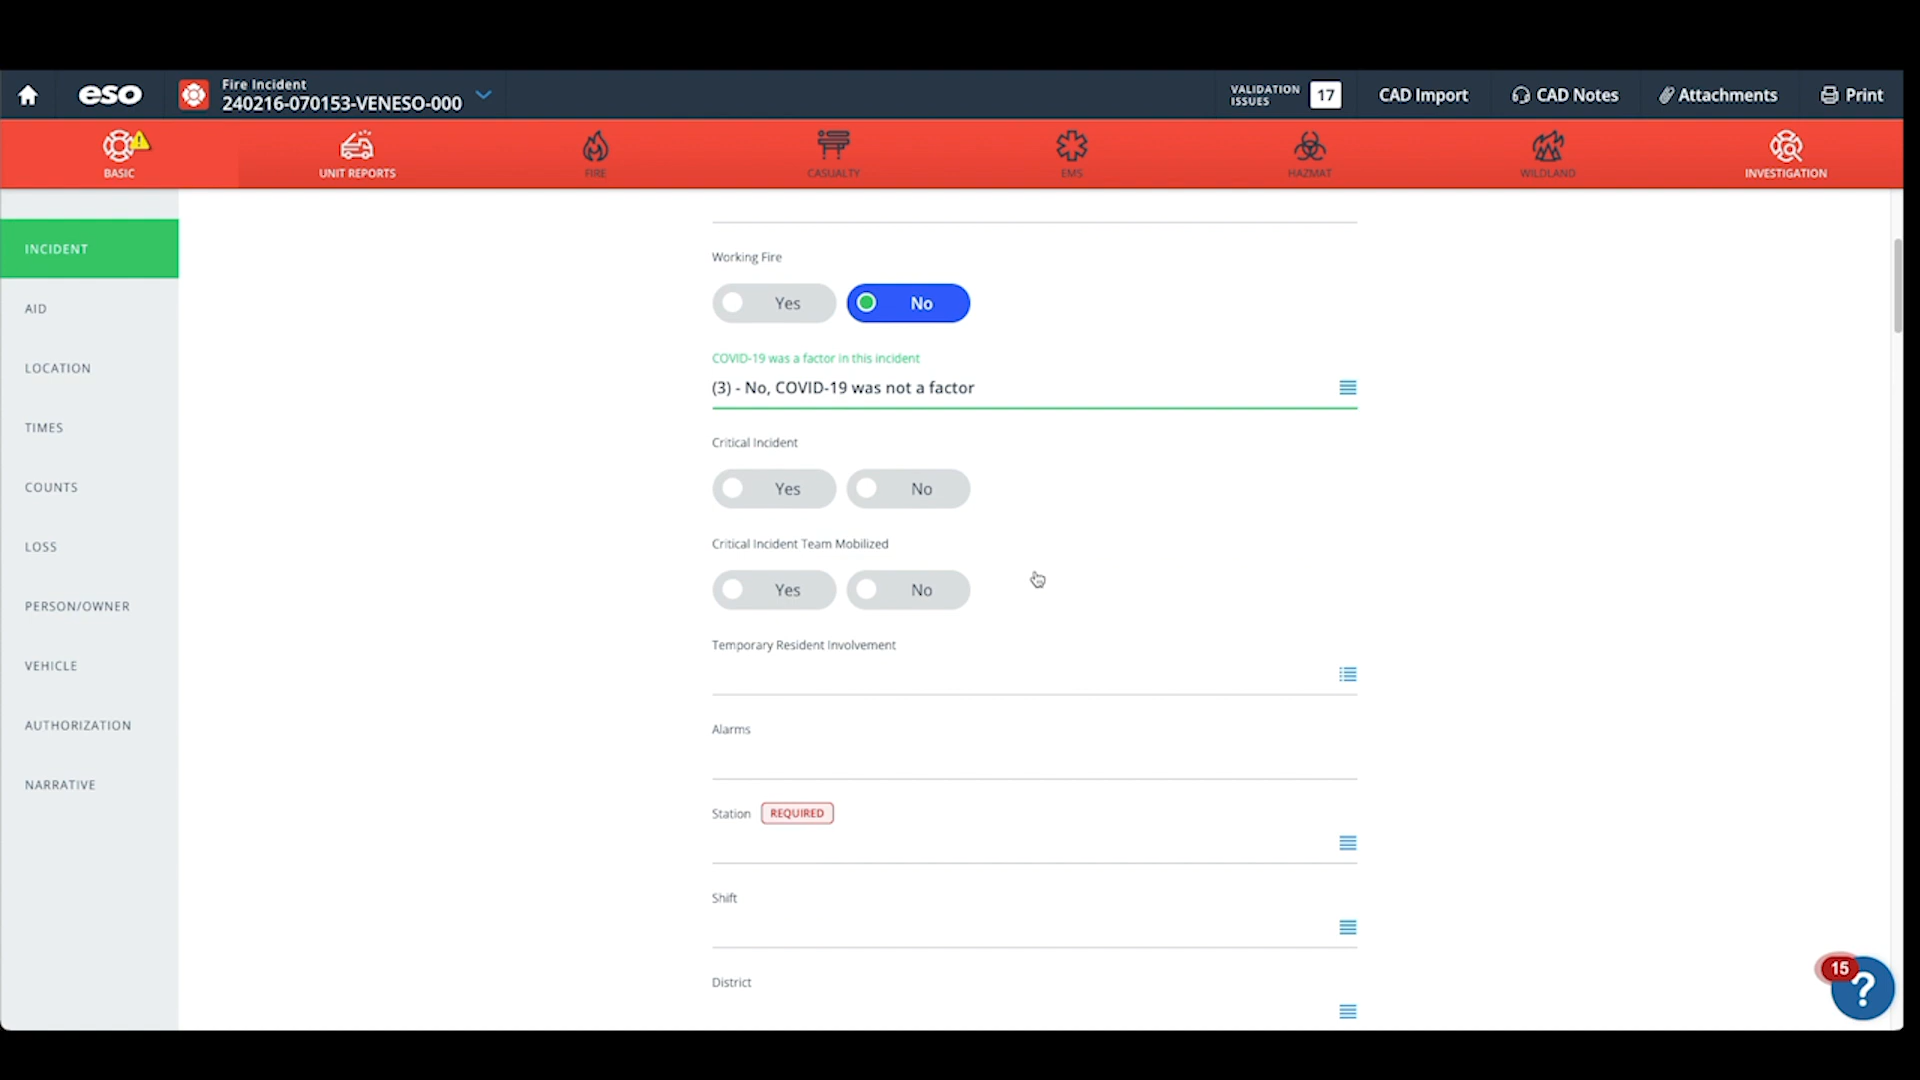 eso
Fire Incident
240216-070153-VENESO-000
VALIDATION
ISSUES
17
CAD Import
CAD Notes
Attachments
Print
BASIC
UNIT REPORTS
FIRE
CASUALTY
EMS
HAZMAT
WILDLAND
INVESTIGATION
INCIDENT
AID
LOCATION
TIMES
COUNTS
LOSS
PERSON/OWNER
VEHICLE
AUTHORIZATION
NARRATIVE
Working Fire
Yes
No
COVID-19 was a factor in this incident
(3) - No, COVID-19 was not a factor
Critical Incident
Yes
No
Critical Incident Team Mobilized
Yes
No
Temporary Resident Involvement
Alarms
Station REQUIRED
Shift
District
15
?